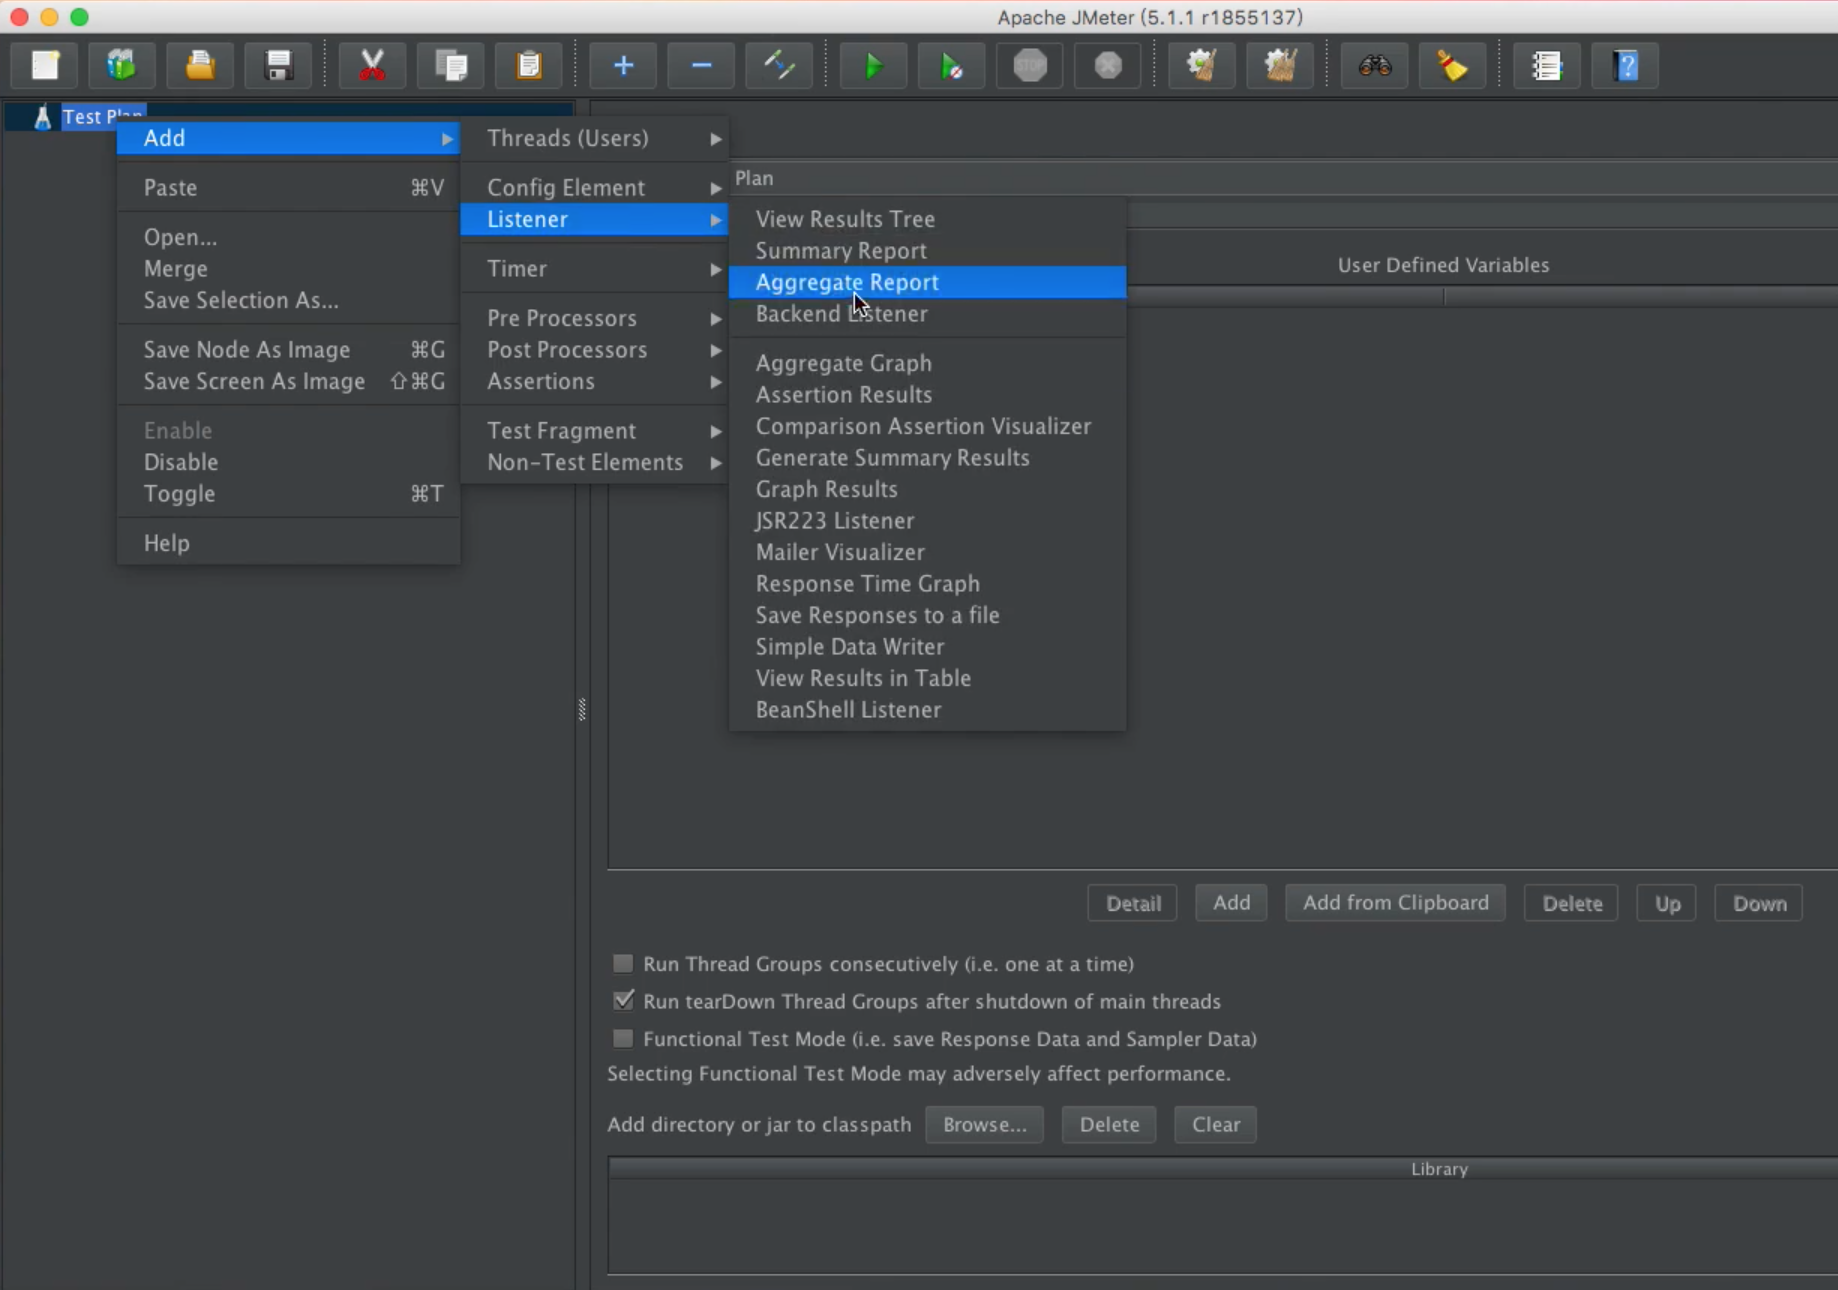 Apache JMeter (5.1.1 r1855137)
STOP
Test Plan
Add
Paste ⌘V
Open...
Merge
Save Selection As...
Save Node As Image ⌘G
Save Screen As Image ⇧⌘G
Enable
Disable
Toggle ⌘T
Help
Threads (Users)
Config Element
Listener
Timer
Pre Processors
Post Processors
Assertions
Test Fragment
Non-Test Elements
Plan
View Results Tree
Summary Report
Aggregate Report
Backend Listener
Aggregate Graph
Assertion Results
Comparison Assertion Visualizer
Generate Summary Results
Graph Results
JSR223 Listener
Mailer Visualizer
Response Time Graph
Save Responses to a file
Simple Data Writer
View Results in Table
BeanShell Listener
User Defined Variables
Detail Add Add from Clipboard Delete Up Down
Run Thread Groups consecutively (i.e. one at a time)
Run tearDown Thread Groups after shutdown of main threads
Functional Test Mode (i.e. save Response Data and Sampler Data)
Selecting Functional Test Mode may adversely affect performance.
Add directory or jar to classpath Browse... Delete Clear
Library